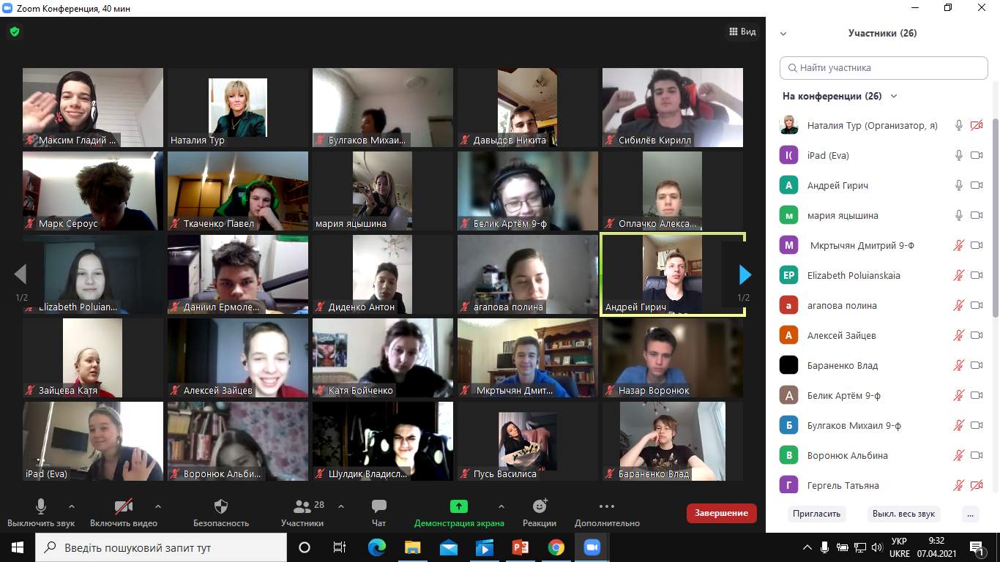 Zoom Конференция, 40 мин
Вид
Участники (26)
Найти участника
На конференции (26)
Максим Гладий ...
Наталия Тур
Булгаков Михаи...
Давыдов Никита
Сибилёв Кирилл
Марк Сероус
Ткаченко Павел
мария яцышина
Белик Артём 9-ф
Оплачко Алекса...
Elizabeth Poluian...
Даниил Ермоле...
Диденко Антон
агапова полина
Андрей Гирич
1/2
1/2
Зайцева Катя
Алексей Зайцев
Катя Бойченко
Мкртычян Дмит...
Назар Воронюк
iPad (Eva)
Воронюк Альби...
Шулдик Владисл...
Пусь Василиса
Бараненко Влад
Наталия Тур (Организатор, я)
I( iPad (Eva)
А Андрей Гирич
м мария яцышина
М Мкртычян Дмитрий 9-Ф
EP Elizabeth Poluianskaia
а агапова полина
А Алексей Зайцев
Бараненко Влад
А Белик Артём 9-ф
Б Булгаков Михаил 9-ф
В Воронюк Альбина
Г Гергель Татьяна
Пригласить
Выкл. весь звук
...
Выключить звук
Включить видео
Безопасность
28
Участники
Чат
Демонстрация экрана
Реакции
Дополнительно
Завершение
Введіть пошуковий запит тут
УКР
UKRE
9:32
07.04.2021
1